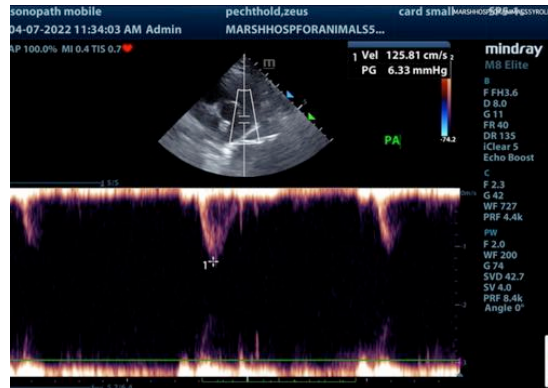 sonopath mobile
pechthold,zeus
card small
04-07-2022 11:34:03 AM Admin
MARSHHOSPFORANIMALS5...
AP 100.0% MI 0.4 TIS 0.7
1 Vel 125.81 cm/s
PG 6.33 mmHg
2
-74.2
PA
mindray
M8 Elite
B
F FH3.6
D 8.0
G 11
FR 40
DR 135
iClear 5
Echo Boost
C
F 2.3
G 42
WF 727
PRF 4.4k
PW
F 2.0
WF 200
G 74
SVD 42.7
SV 4.0
PRF 8.4k
Angle 0°
-1
-2
1